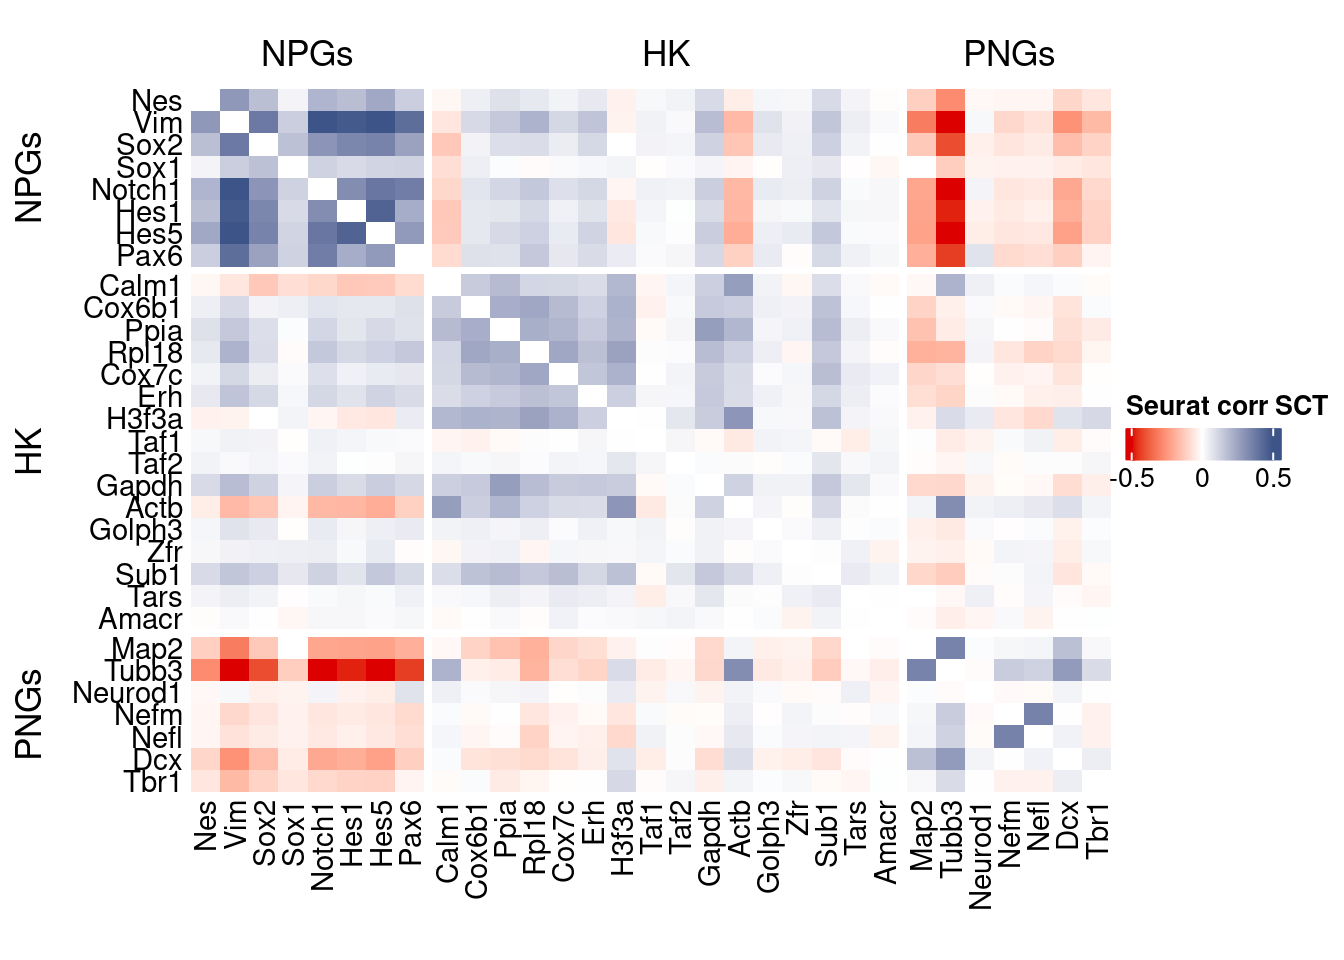 NPGs HK PNGs
NPGs
HK
PNGs
Nes
Vim
Sox2
Sox1
Notch1
Hes1
Hes5
Pax6
Calm1
Cox6b1
Ppia
Rpl18
Cox7c
Erh
H3f3a
Taf1
Taf2
Gapdh
Actb
Golph3
Zfr
Sub1
Tars
Amacr
Map2
Tubb3
Neurod1
Nefm
Nefl
Dcx
Tbr1
Nes Vim Sox2 Sox1 Notch1 Hes1 Hes5 Pax6 Calm1 Cox6b1 Ppia Rpl18 Cox7c Erh H3f3a Taf1 Taf2 Gapdh Actb Golph3 Zfr Sub1 Tars Amacr Map2 Tubb3 Neurod1 Nefm Nefl Dcx Tbr1
Seurat corr SCT
-0.5 0 0.5